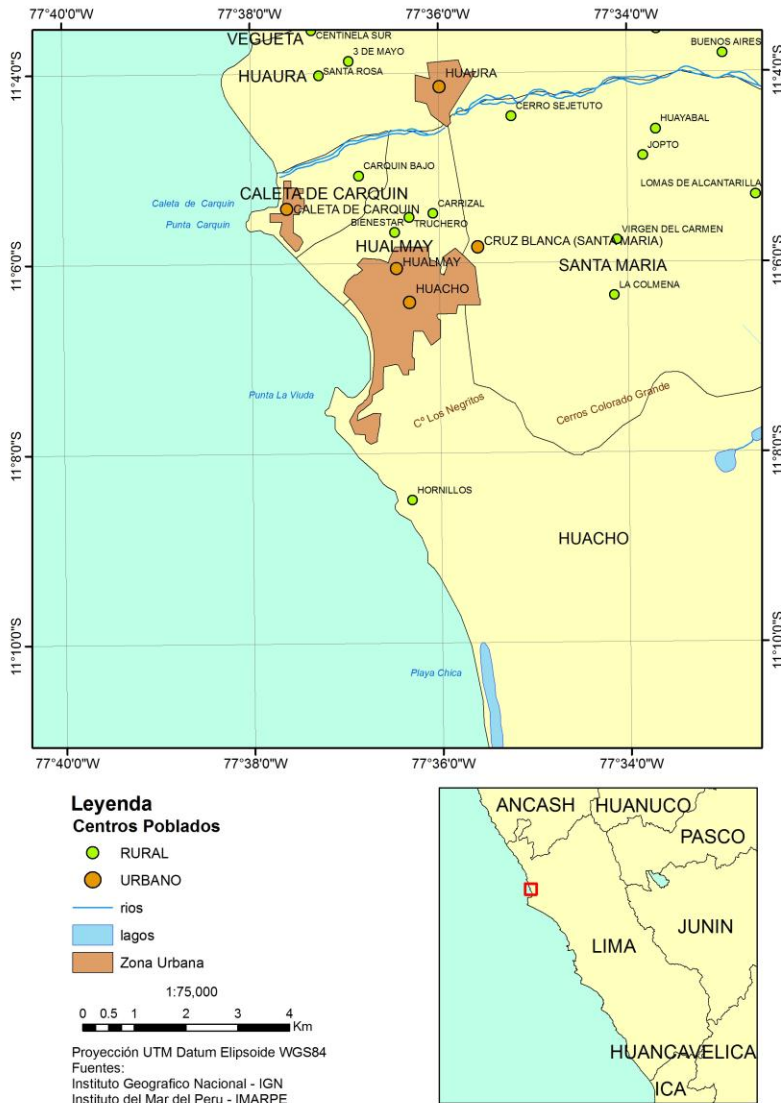 77°40'0"W
77°38'0"W
77°36'0"W
77°34'0"W
VEGUETA
CENTINELA SUR
BUENOS AIRES
3 DE MAYO
11°4'0"S
HUAURA
SANTA ROSA
HUAURA
11°4'0"S
CERRO SEJETUTO
HUAYABAL
JOPTO
CARQUIN BAJO
LOMAS DE ALCANTARILLA
CALETA DE CARQUIN
Caleta de Carquin
CALETA DE CARQUIN
CARRIZAL
Punta Carquin
BIENESTAR
TRUCHERO
VIRGEN DEL CARMEN
HUALMAY
CRUZ BLANCA (SANTA MARIA)
11°6'0"S
HUALMAY
SANTA MARIA
11°6'0"S
HUACHO
LA COLMENA
Punta La Viuda
C° Los Negritos
Cerros Colorado Grande
11°8'0"S
11°8'0"S
HORNILLOS
HUACHO
11°10'0"S
11°10'0"S
Playa Chica
77°40'0"W
77°38'0"W
77°36'0"W
77°34'0"W
Leyenda
Centros Poblados
RURAL
URBANO
rios
lagos
Zona Urbana
1:75,000
0 0.5 1 2 3 4
Km
Proyección UTM Datum Elipsoide WGS84
Fuentes:
Instituto Geografico Nacional - IGN
Instituto del Mar del Peru - IMARPE
ANCASH
HUANUCO
PASCO
JUNIN
LIMA
HUANCAVELICA
ICA